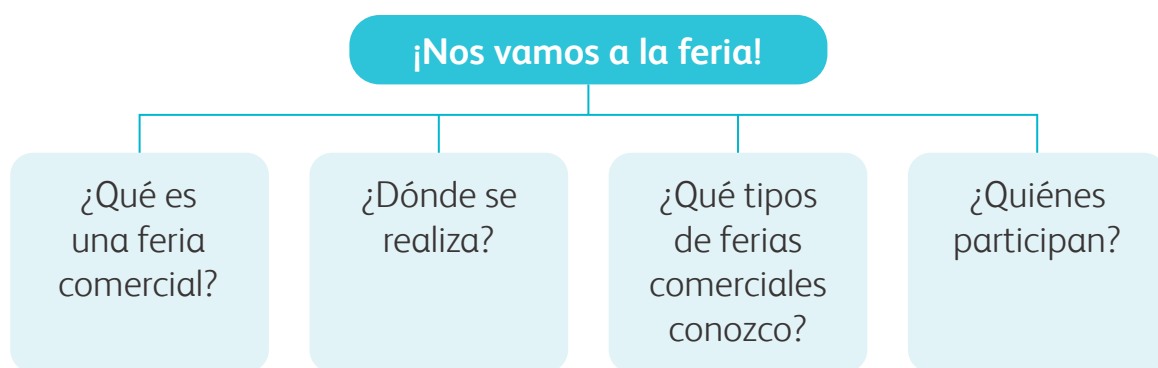 ¡Nos vamos a la feria!
¿Qué es
una feria
comercial?
¿Dónde se
realiza?
¿Qué tipos
de ferias
comerciales
conozco?
¿Quiénes
participan?